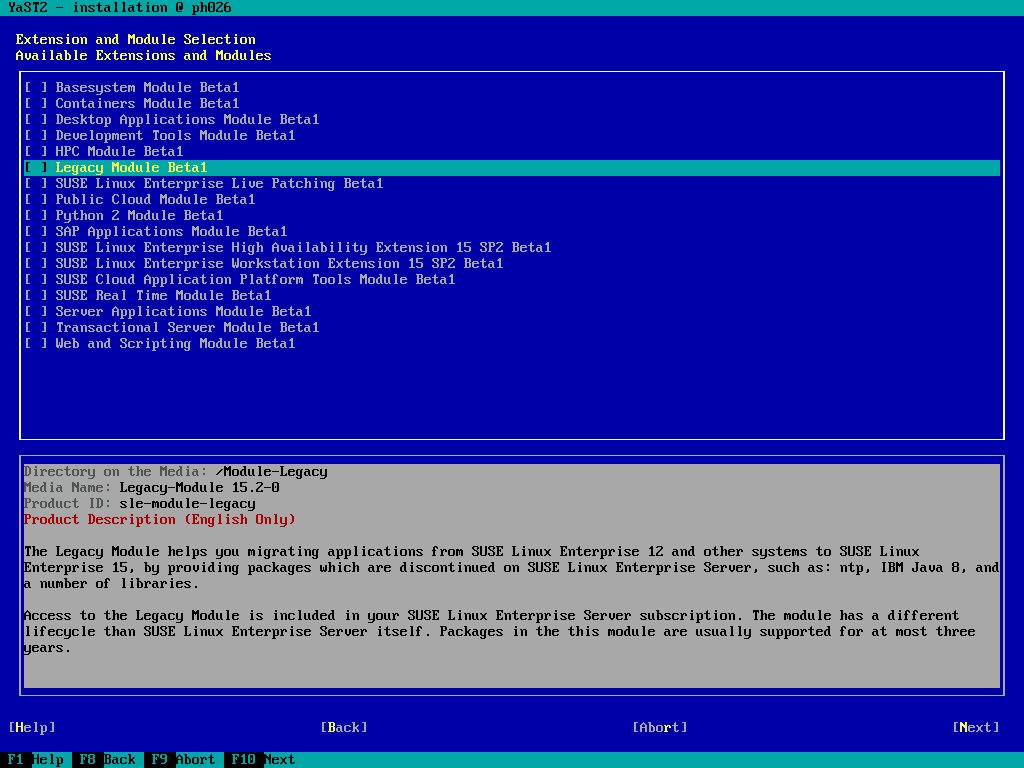 YaST2 - installation @ ph026
Extension and Module Selection
Available Extensions and Modules
[ ] Basesystem Module Beta1
[ ] Containers Module Beta1
[ ] Desktop Applications Module Beta1
[ ] Development Tools Module Beta1
[ ] HPC Module Beta1
[ ] Legacy Module Beta1
[ ] SUSE Linux Enterprise Live Patching Beta1
[ ] Public Cloud Module Beta1
[ ] Python 2 Module Beta1
[ ] SAP Applications Module Beta1
[ ] SUSE Linux Enterprise High Availability Extension 15 SP2 Beta1
[ ] SUSE Linux Enterprise Workstation Extension 15 SP2 Beta1
[ ] SUSE Cloud Application Platform Tools Module Beta1
[ ] SUSE Real Time Module Beta1
[ ] Server Applications Module Beta1
[ ] Transactional Server Module Beta1
[ ] Web and Scripting Module Beta1
Directory on the Media: /Module-Legacy
Media Name: Legacy-Module 15.2-0
Product ID: sle-module-legacy
Product Description (English Only)
The Legacy Module helps you migrating applications from SUSE Linux Enterprise 12 and other systems to SUSE Linux
Enterprise 15, by providing packages which are discontinued on SUSE Linux Enterprise Server, such as: ntp, IBM Java 8, and
a number of libraries.
Access to the Legacy Module is included in your SUSE Linux Enterprise Server subscription. The module has a different
lifecycle than SUSE Linux Enterprise Server itself. Packages in the this module are usually supported for at most three
years.
[Help] [Back] [Abort] [Next]
F1 Help F8 Back F9 Abort F10 Next